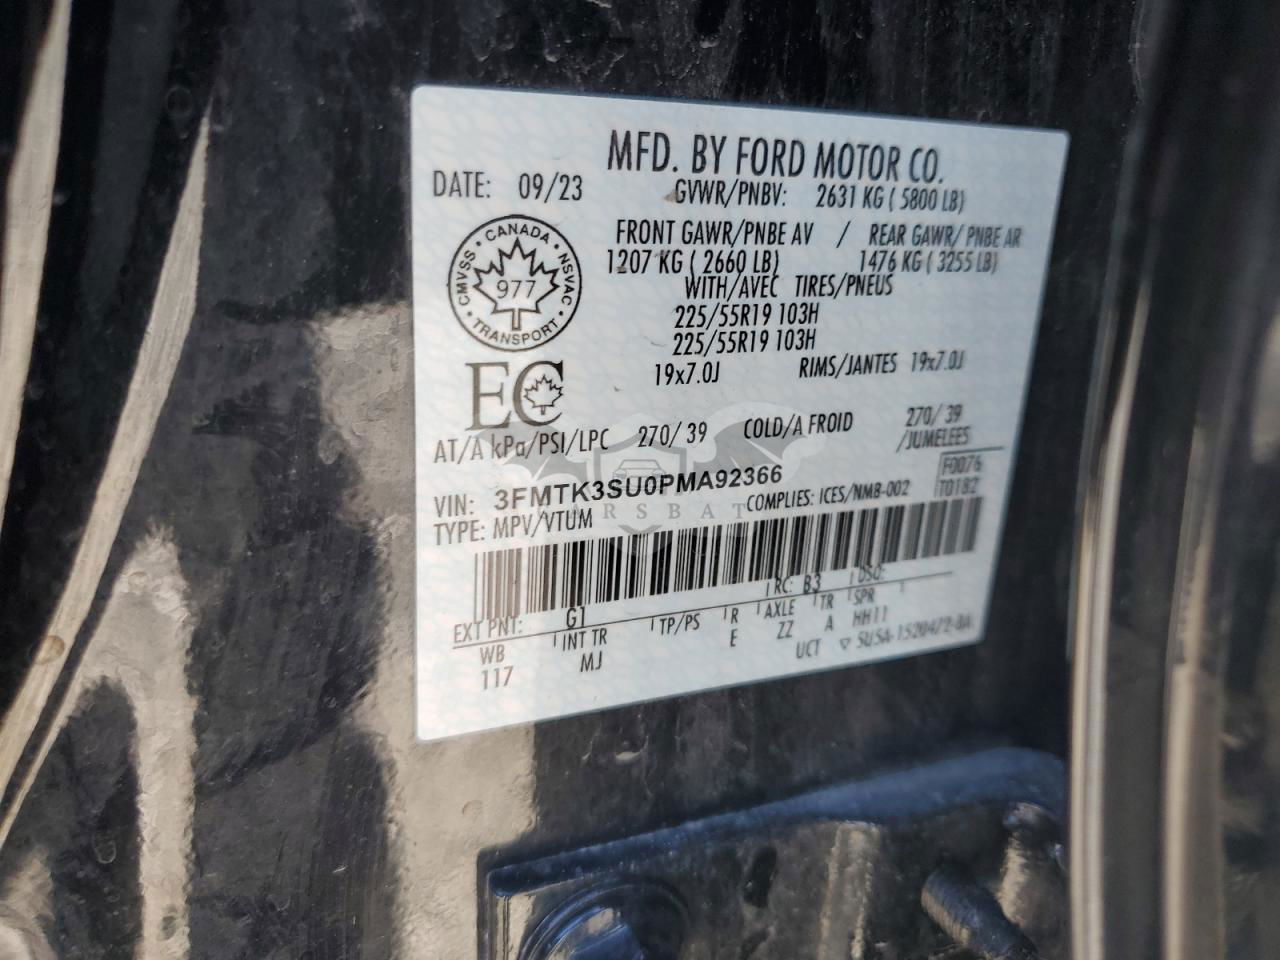 MFD. BY FORD MOTOR CO.
DATE: 09/23
GVWR/PNBV: 2631 KG ( 5800 LB)
FRONT GAWR/PNBE AV / REAR GAWR/ PNBE AR
1207 KG ( 2660 LB) 1476 KG ( 3255 LB)
WITH/AVEC TIRES/PNEUS
225/55R19 103H
225/55R19 103H
19x7.0J RIMS/JANTES 19x7.0J
CMVSS • CANADA • NSVAC • TRANSPORT •
977
EC
AT/A kPa/PSI/LPC 270/ 39 COLD/A FROID 270/ 39
/JUMELEES
VIN: 3FMTK3SU0PMA92366
F0076
TYPE: MPV/VTUM COMPLIES: ICES/NMB-002 T0182
CARSBAT
RC: B3 DSO:
EXT PNT: G1
WB INT TR TP/PS R AXLE TR SPR
117 MJ E ZZ A HH11
UCT ▽ 5U5A-1520472-BA